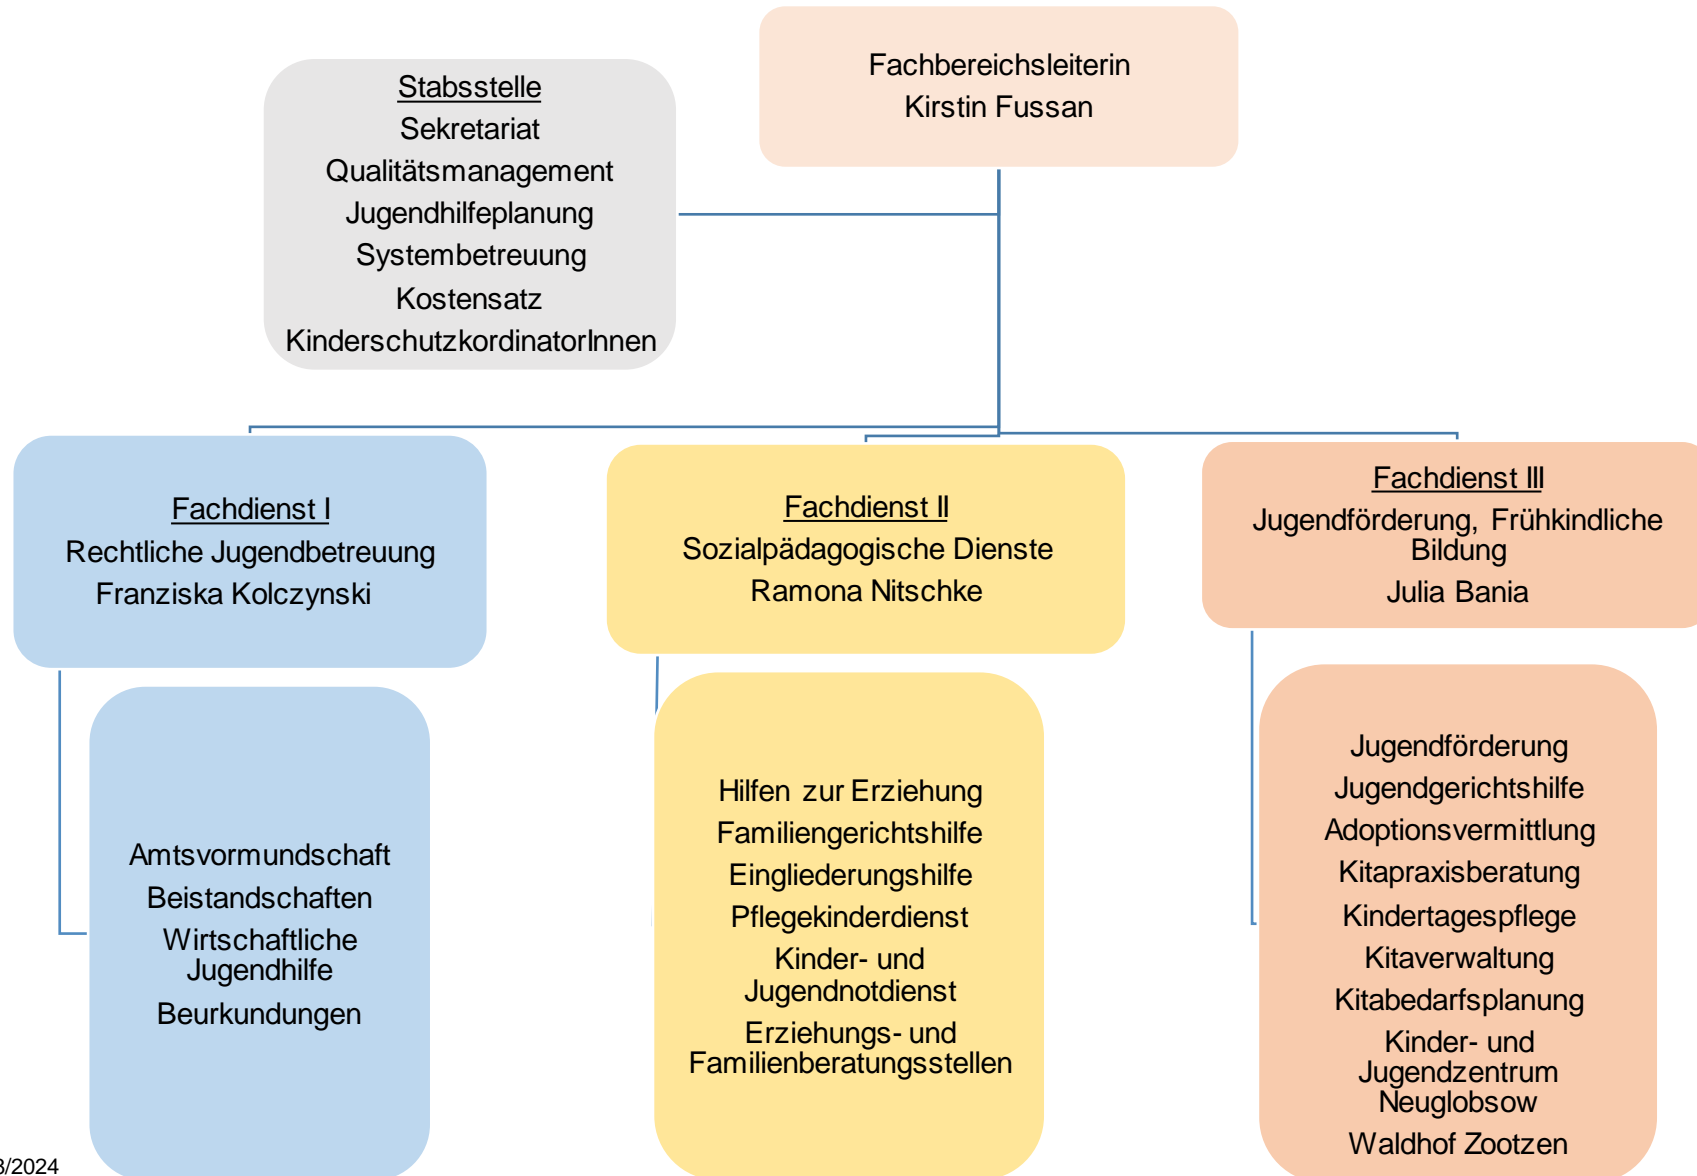 Fachbereichsleiterin
Kirstin Fussan
Stabsstelle
Sekretariat
Qualitätsmanagement
Jugendhilfeplanung
Systembetreuung
Kostensatz
KinderschutzkordinatorInnen
Fachdienst I
Rechtliche Jugendbetreuung
Franziska Kolczynski
Fachdienst II
Sozialpädagogische Dienste
Ramona Nitschke
Fachdienst III
Jugendförderung, Frühkindliche
Bildung
Julia Bania
Amtsvormundschaft
Beistandschaften
Wirtschaftliche
Jugendhilfe
Beurkundungen
Hilfen zur Erziehung
Familiengerichtshilfe
Eingliederungshilfe
Pflegekinderdienst
Kinder- und
Jugendnotdienst
Erziehungs- und
Familienberatungsstellen
Jugendförderung
Jugendgerichtshilfe
Adoptionsvermittlung
Kitapraxisberatung
Kindertagespflege
Kitaverwaltung
Kitabedarfsplanung
Kinder- und
Jugendzentrum
Neuglobsow
Waldhof Zootzen
/2024